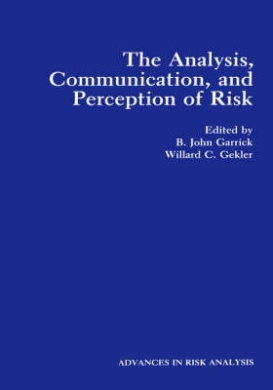 The Analysis,
Communication, and
Perception of Risk
Edited by
B. John Garrick
Willard C. Gekler
ADVANCES IN RISK ANALYSIS